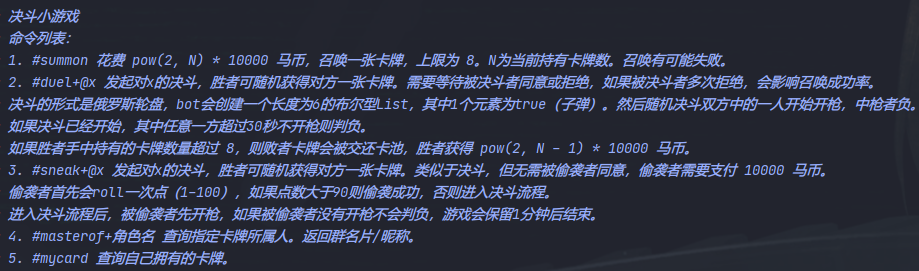 决斗小游戏
命令列表：
1. #summon 花费 pow(2, N) * 10000 马币，召唤一张卡牌，上限为 8。N为当前持有卡牌数。召唤有可能失败。
2. #duel+@x 发起对x的决斗，胜者可随机获得对方一张卡牌。需要等待被决斗者同意或拒绝，如果被决斗者多次拒绝，会影响召唤成功率。
决斗的形式是俄罗斯轮盘，bot会创建一个长度为6的布尔型List，其中1个元素为true（子弹）。然后随机决斗双方中的一人开始开枪，中枪者负。
如果决斗已经开始，其中任意一方超过30秒不开枪则判负。
如果胜者手中持有的卡牌数量超过 8，则败者卡牌会被交还卡池，胜者获得 pow(2, N - 1) * 10000 马币。
3. #sneak+@x 发起对x的决斗，胜者可随机获得对方一张卡牌。类似于决斗，但无需被偷袭者同意，偷袭者需要支付 10000 马币。
偷袭者首先会roll一次点（1-100），如果点数大于90则偷袭成功，否则进入决斗流程。
进入决斗流程后，被偷袭者先开枪，如果被偷袭者没有开枪不会判负，游戏会保留1分钟后结束。
4. #masterof+角色名 查询指定卡牌所属人。返回群名片/昵称。
5. #mycard 查询自己拥有的卡牌。